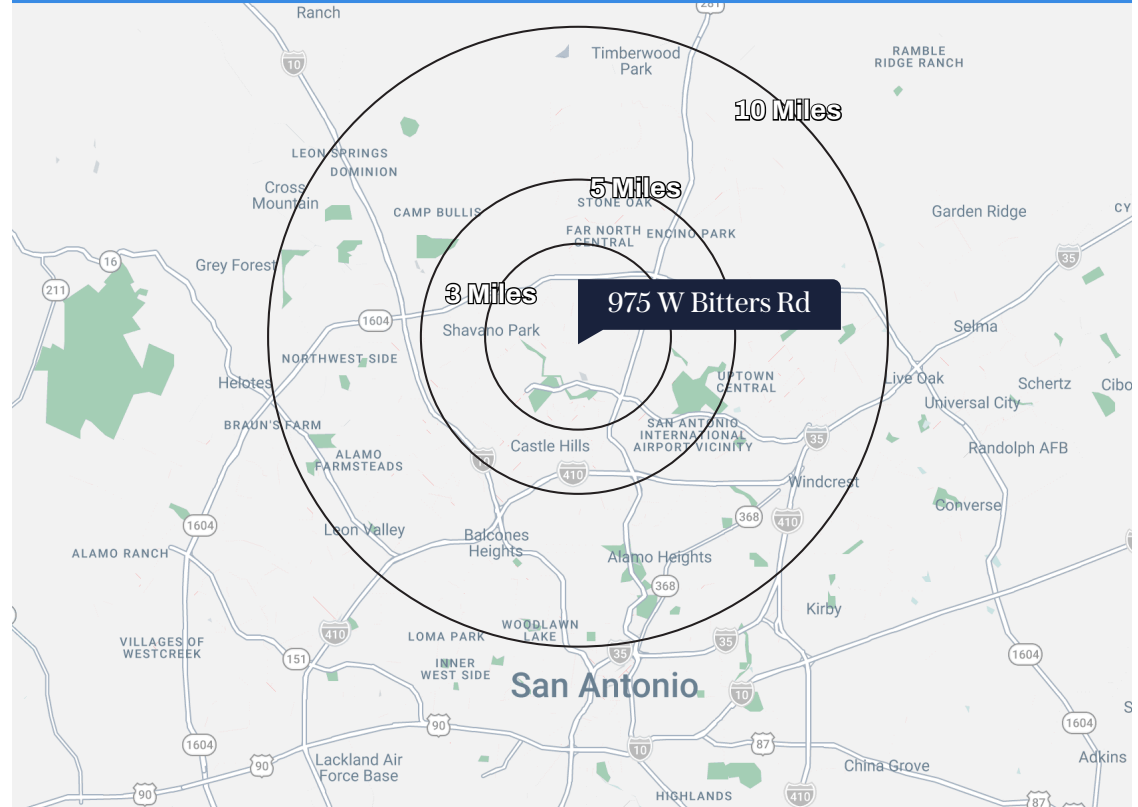 Ranch
281
Timberwood
Park
RAMBLE
RIDGE RANCH
10
10 Miles
LEON SPRINGS
DOMINION
Cross
Mountain
5 Miles
STONE OAK
CAMP BULLIS
Garden Ridge
CY
FAR NORTH
CENTRAL
ENCINO PARK
16
Grey Forest
35
211
3 Miles
975 W Bitters Rd
1604
Shavano Park
Selma
NORTHWEST SIDE
Helotes
UPTOWN
CENTRAL
Live Oak
Schertz
Cibo
Universal City
BRAUN'S FARM
SAN ANTONIO
INTERNATIONAL
AIRPORT VICINITY
35
Castle Hills
Randolph AFB
ALAMO
FARMSTEADS
10
410
Windcrest
Converse
1604
368
410
Leon Valley
Balcones
Heights
ALAMO RANCH
Alamo Heights
368
Kirby
WOODLAWN
LAKE
410
LOMA PARK
35
35
VILLAGES OF
WESTCREEK
151
INNER
WEST SIDE
1604
San Antonio
10
S
90
1604
1604
10
87
90
Lackland Air
Force Base
China Grove
Adkins
90
HIGHLANDS
410
87